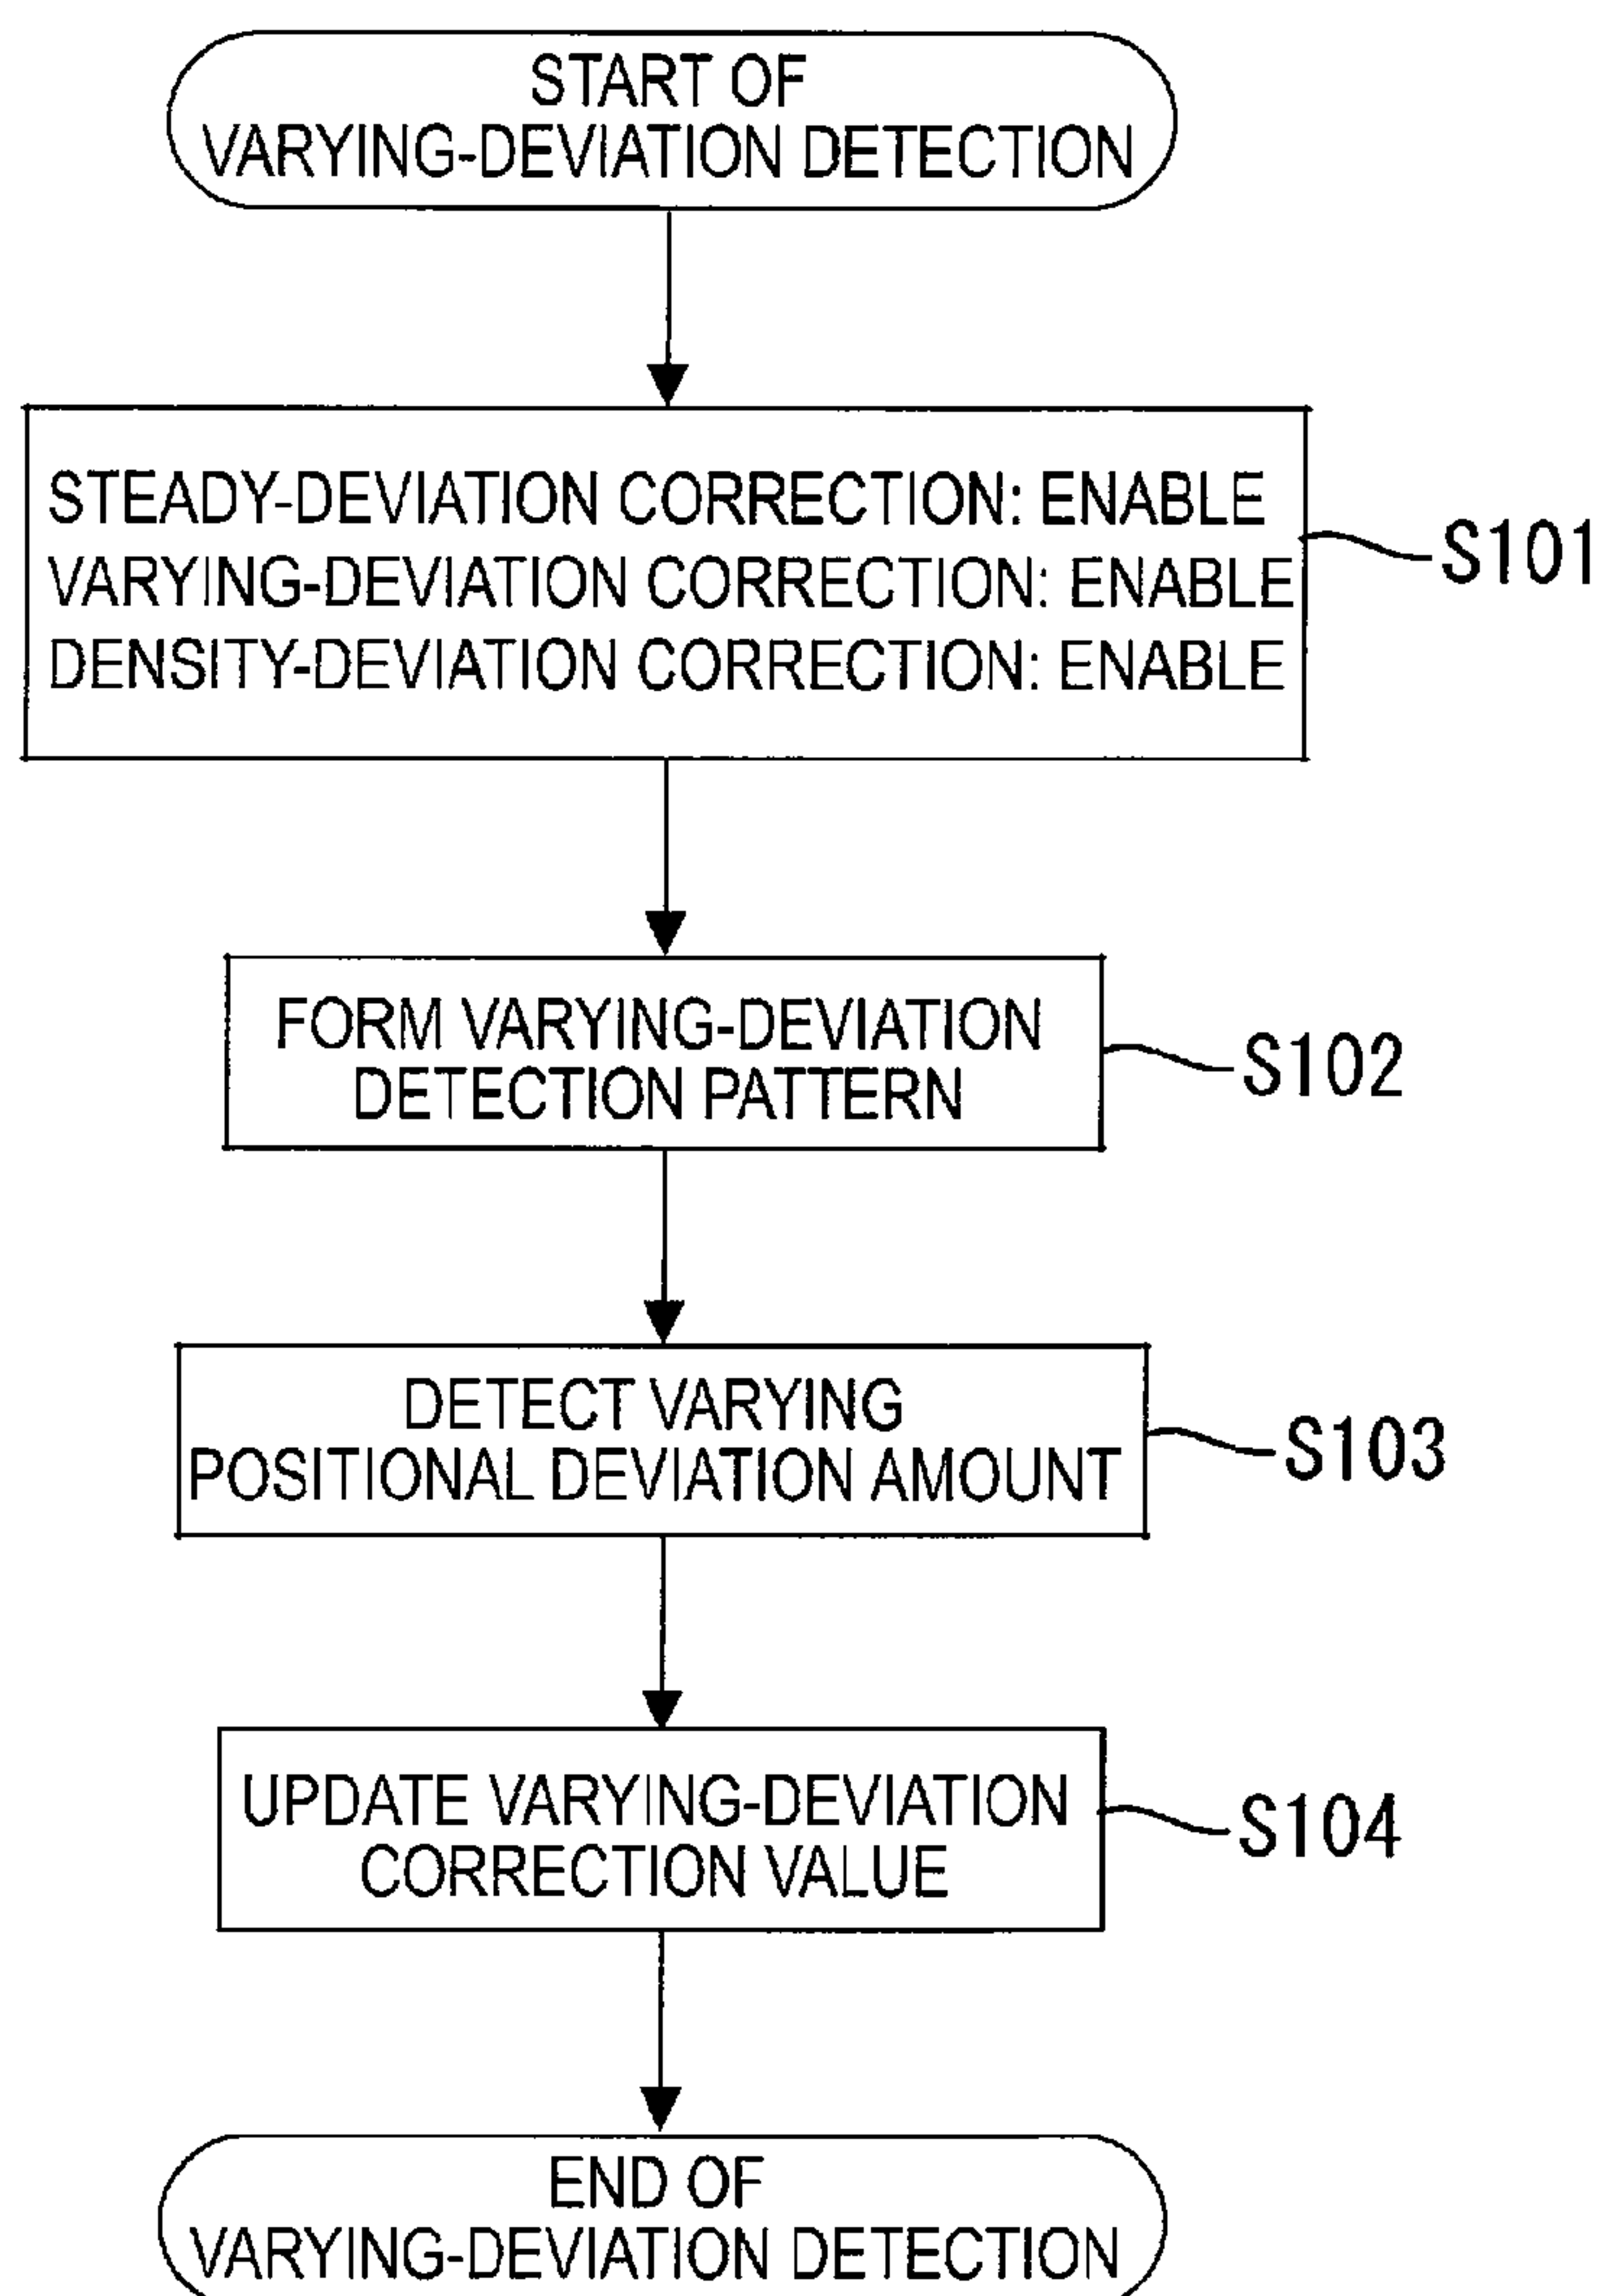 START OF
VARYING-DEVIATION DETECTION
STEADY-DEVIATION CORRECTION: ENABLE
VARYING-DEVIATION CORRECTION: ENABLE
DENSITY-DEVIATION CORRECTION: ENABLE
S101
FORM VARYING-DEVIATION
DETECTION PATTERN
S102
DETECT VARYING
POSITIONAL DEVIATION AMOUNT
S103
UPDATE VARYING-DEVIATION
CORRECTION VALUE
S104
END OF
VARYING-DEVIATION DETECTION